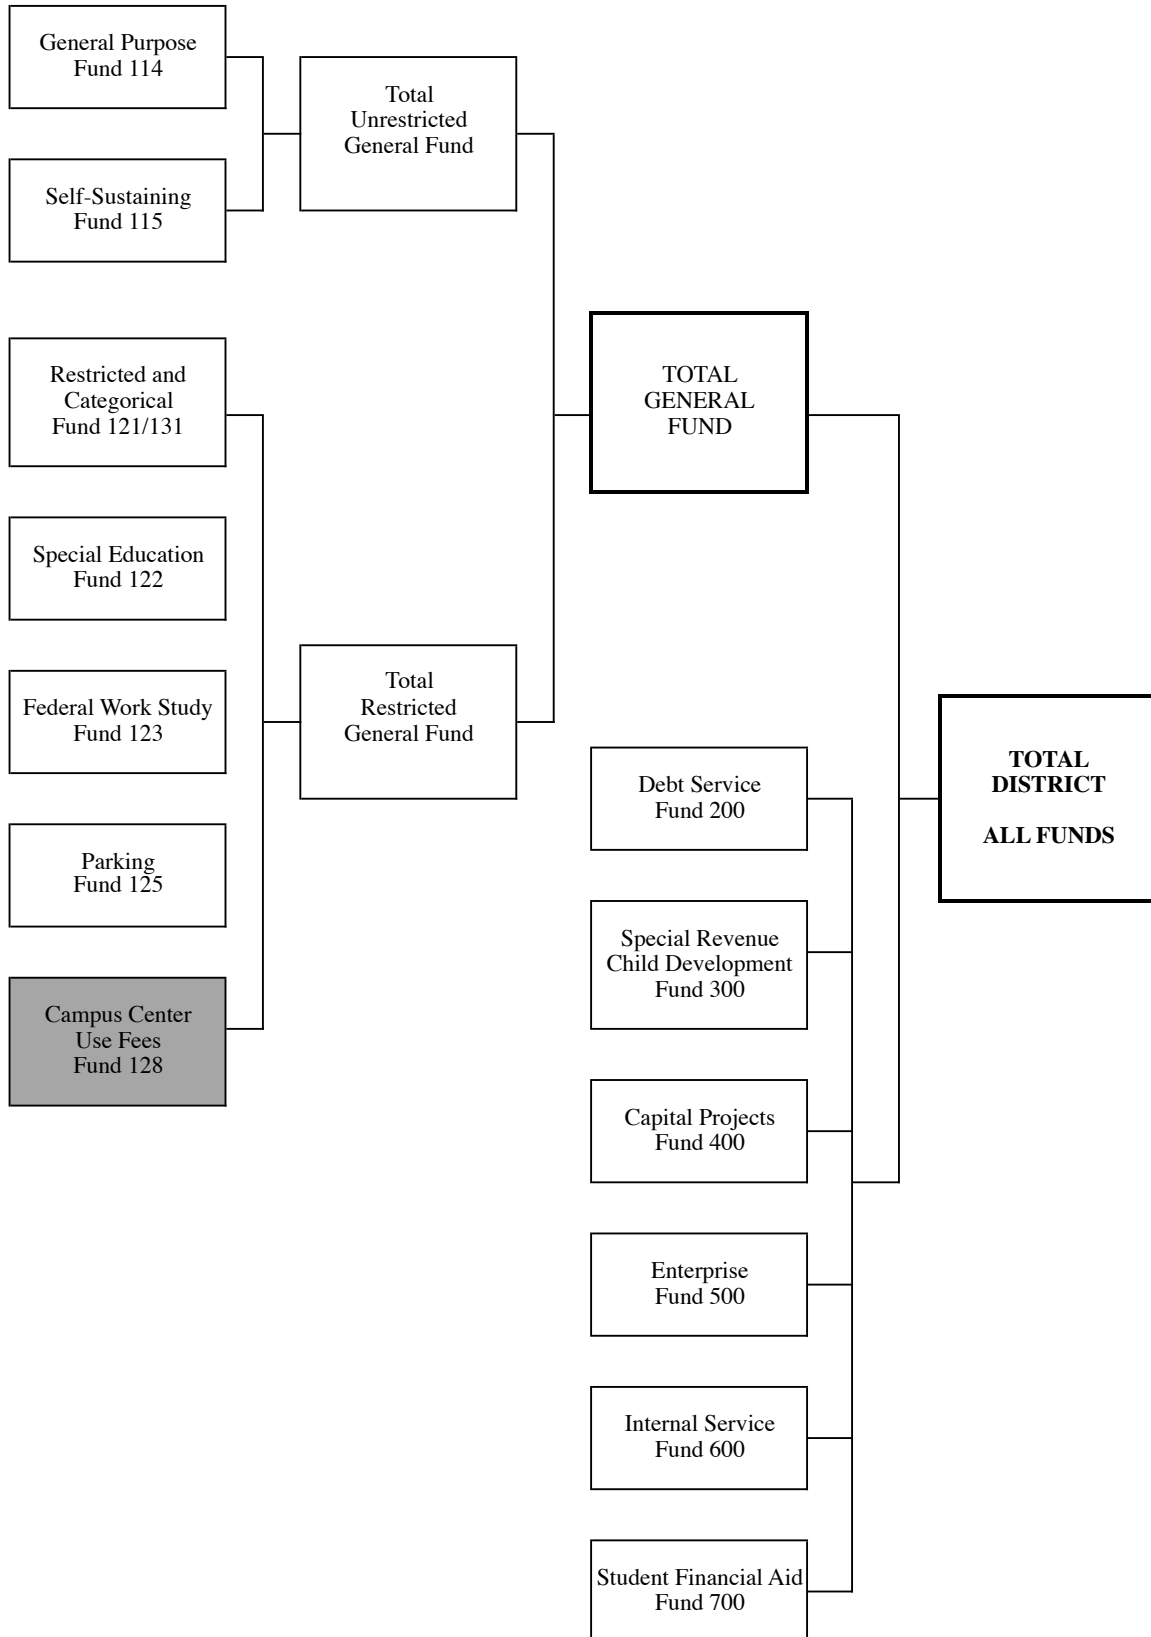 General Purpose
Fund 114
Self-Sustaining
Fund 115
Restricted and
Categorical
Fund 121/131
Special Education
Fund 122
Federal Work Study
Fund 123
Parking
Fund 125
Campus Center
Use Fees
Fund 128
Total
Unrestricted
General Fund
Total
Restricted
General Fund
TOTAL
GENERAL
FUND
Debt Service
Fund 200
Special Revenue
Child Development
Fund 300
Capital Projects
Fund 400
Enterprise
Fund 500
Internal Service
Fund 600
Student Financial Aid
Fund 700
TOTAL
DISTRICT
ALL FUNDS